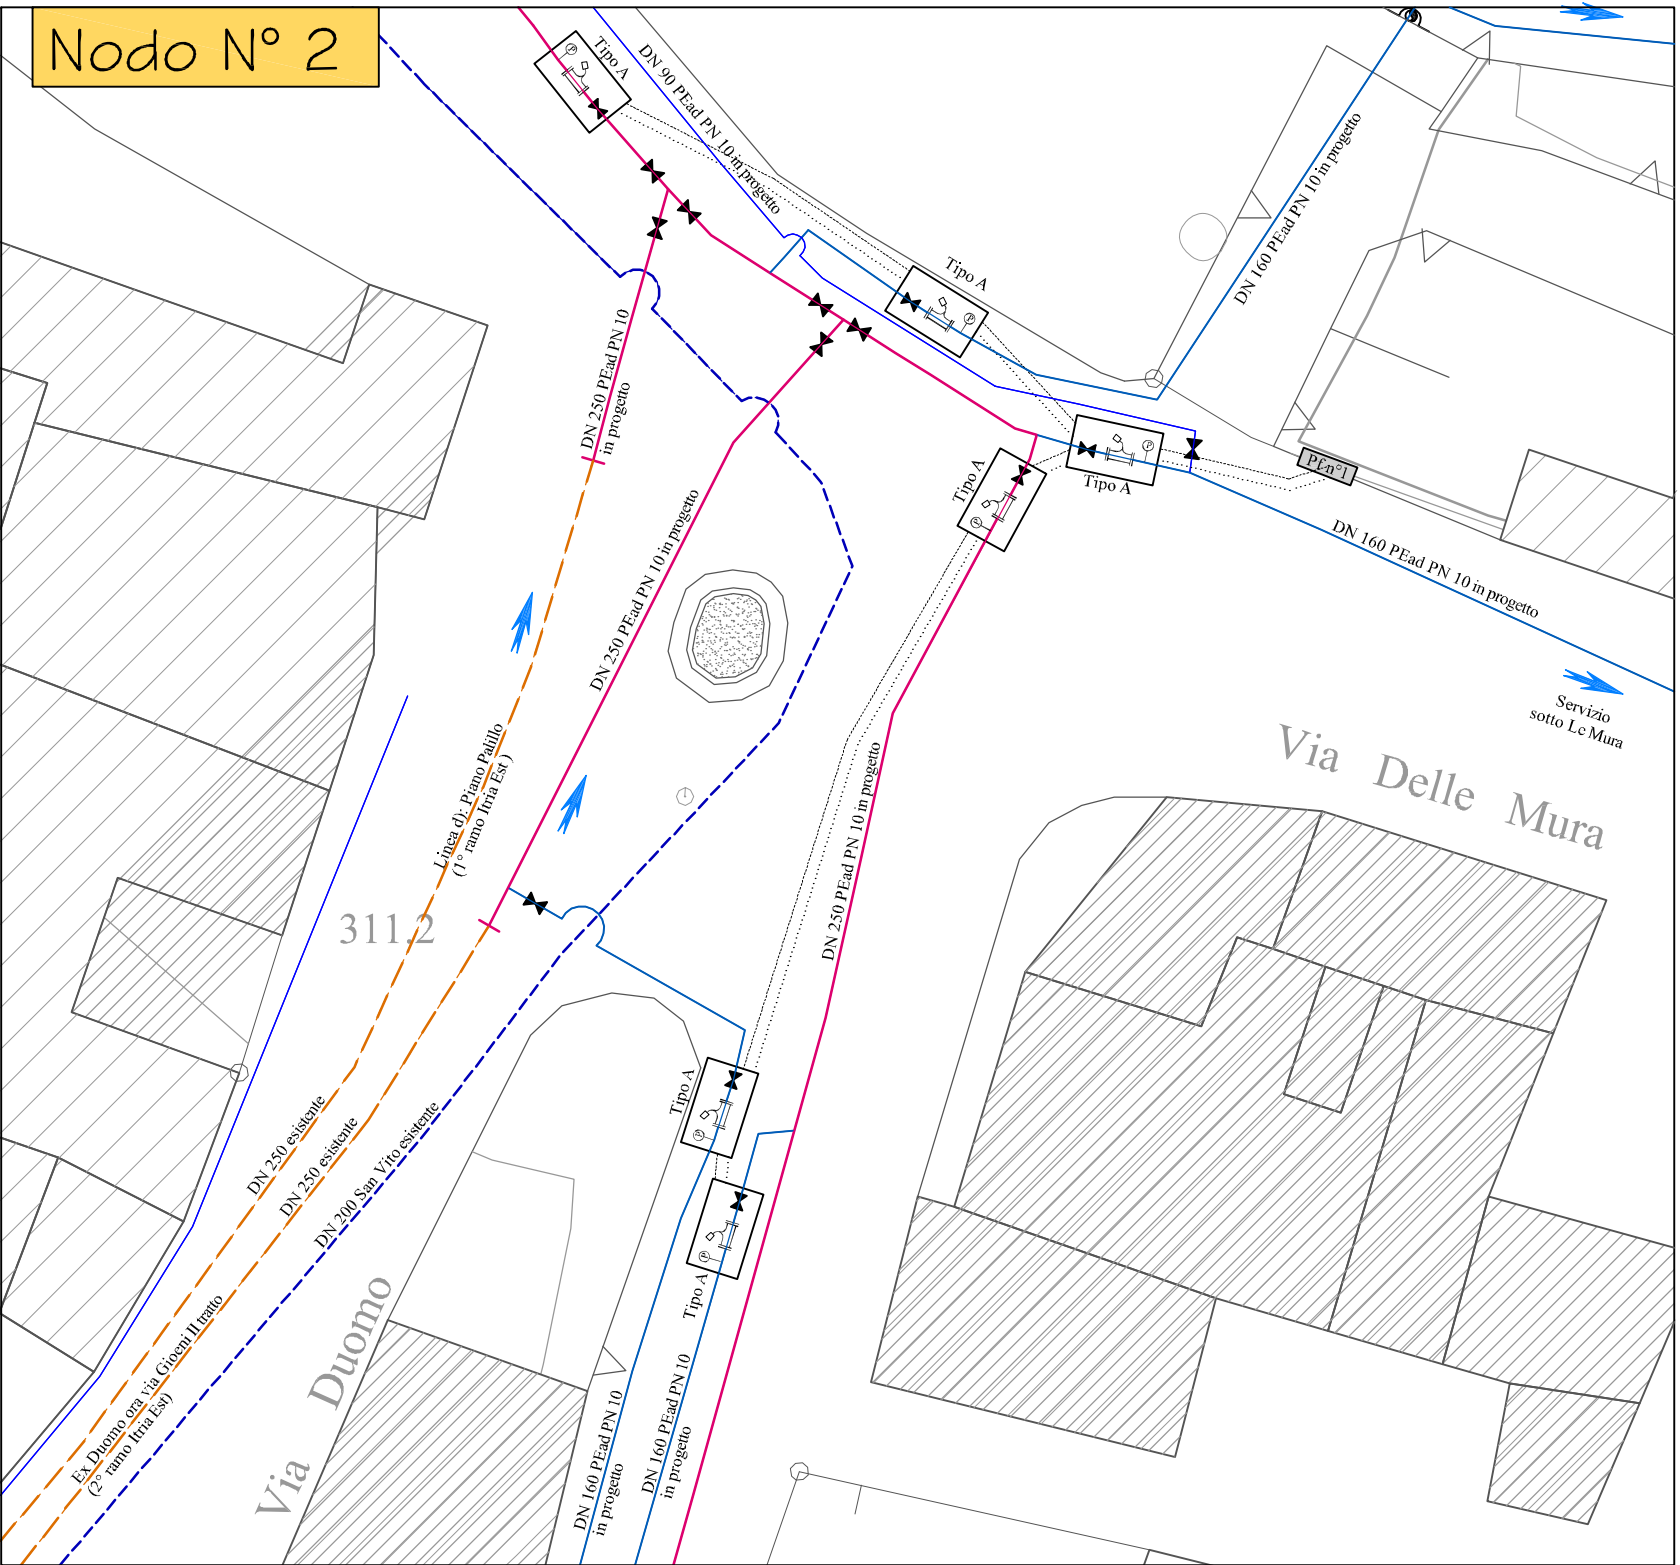 Nodo N° 2
Tipo A
DN 90 PEad PN 10 in progetto
Tipo A
DN 160 PEad PN 10 in progetto
DN 250 PEad PN 10
in progetto
Tipo A
Tipo A
Pf.n°1
DN 250 PEad PN 10 in progetto
DN 160 PEad PN 10 in progetto
Servizio
sotto Le Mura
Via Delle Mura
Linea d): Piano Palillo
(1° ramo Itria Est )
DN 250 PEad PN 10 in progetto
311.2
Tipo A
DN 250 esistente
DN 250 esistente
DN 200 San Vito esistente
Tipo A
Ex Duomo ora via Gioeni II tratto
(2° ramo Itria Est)
Via Duomo
DN 160 PEad PN 10
in progetto
DN 160 PEad PN 10
in progetto
P
P
P
P
P
P